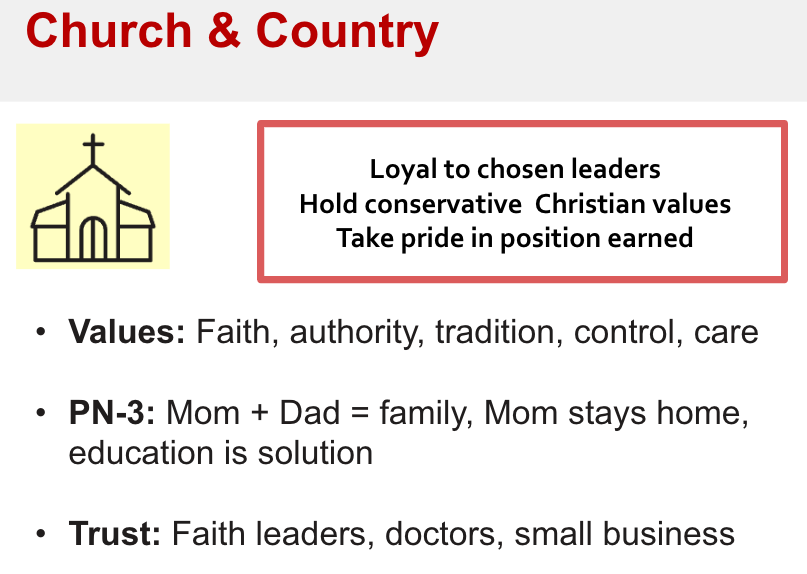 Church & Country
Loyal to chosen leaders
Hold conservative  Christian values
Take pride in position earned
• Values: Faith, authority, tradition, control, care
• PN-3: Mom + Dad = family, Mom stays home,
education is solution
• Trust: Faith leaders, doctors, small business